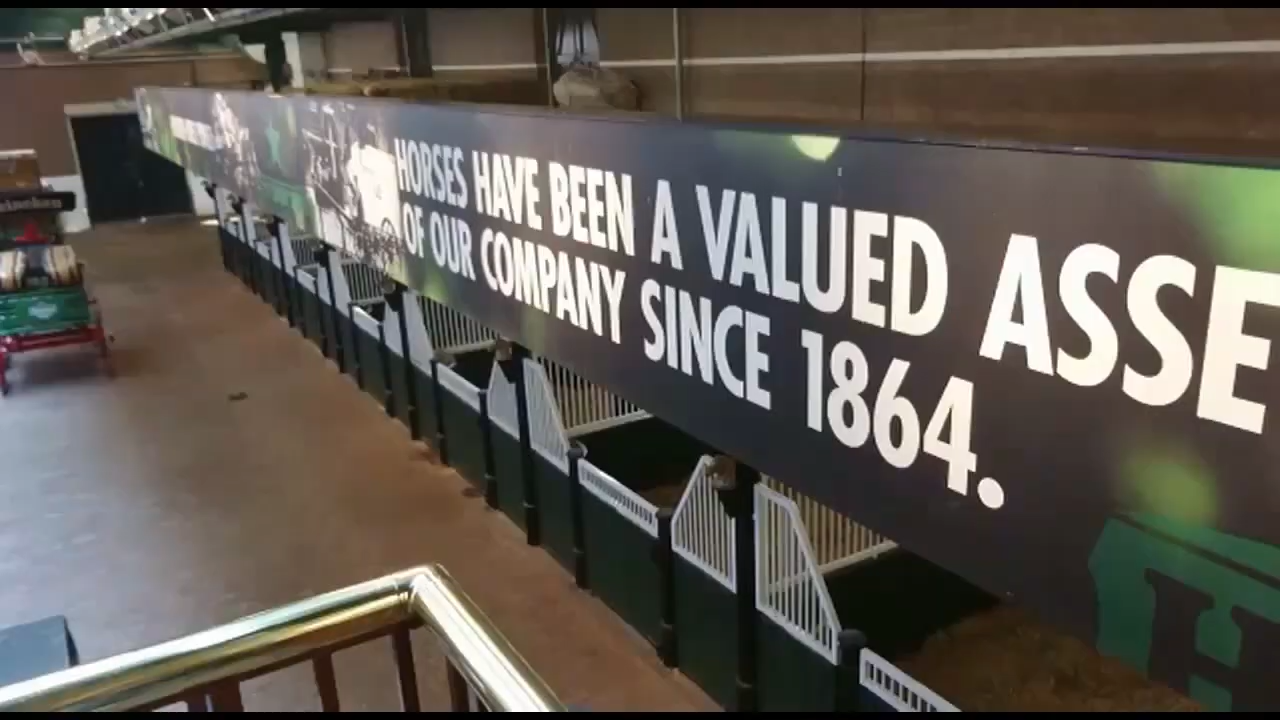 HORSES HAVE BEEN A VALUED ASSE
OF OUR COMPANY SINCE 1864.
H